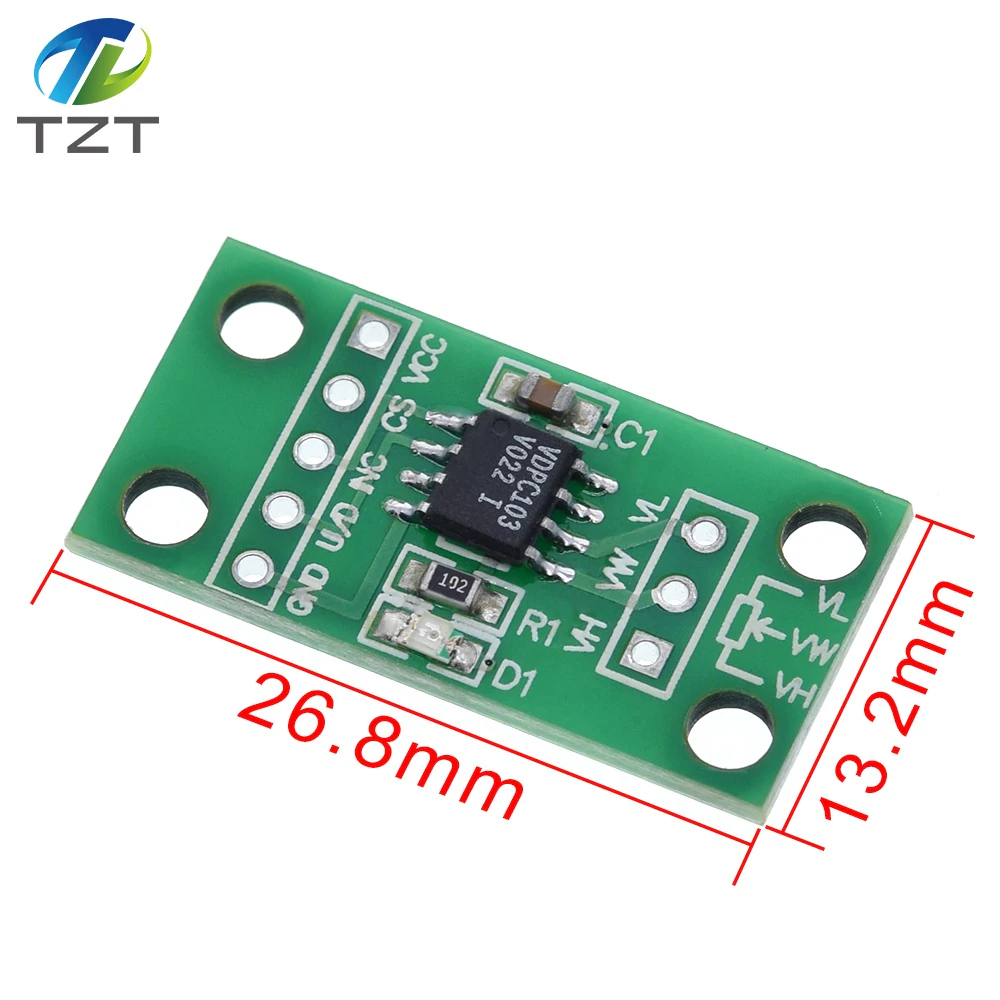 TZT
VCC
CS
NC
U/D
GND
C1
VDPC103
V022 I
102
R1
D1
VL
VW
VH
VL
VW
VH
26.8mm
13.2mm